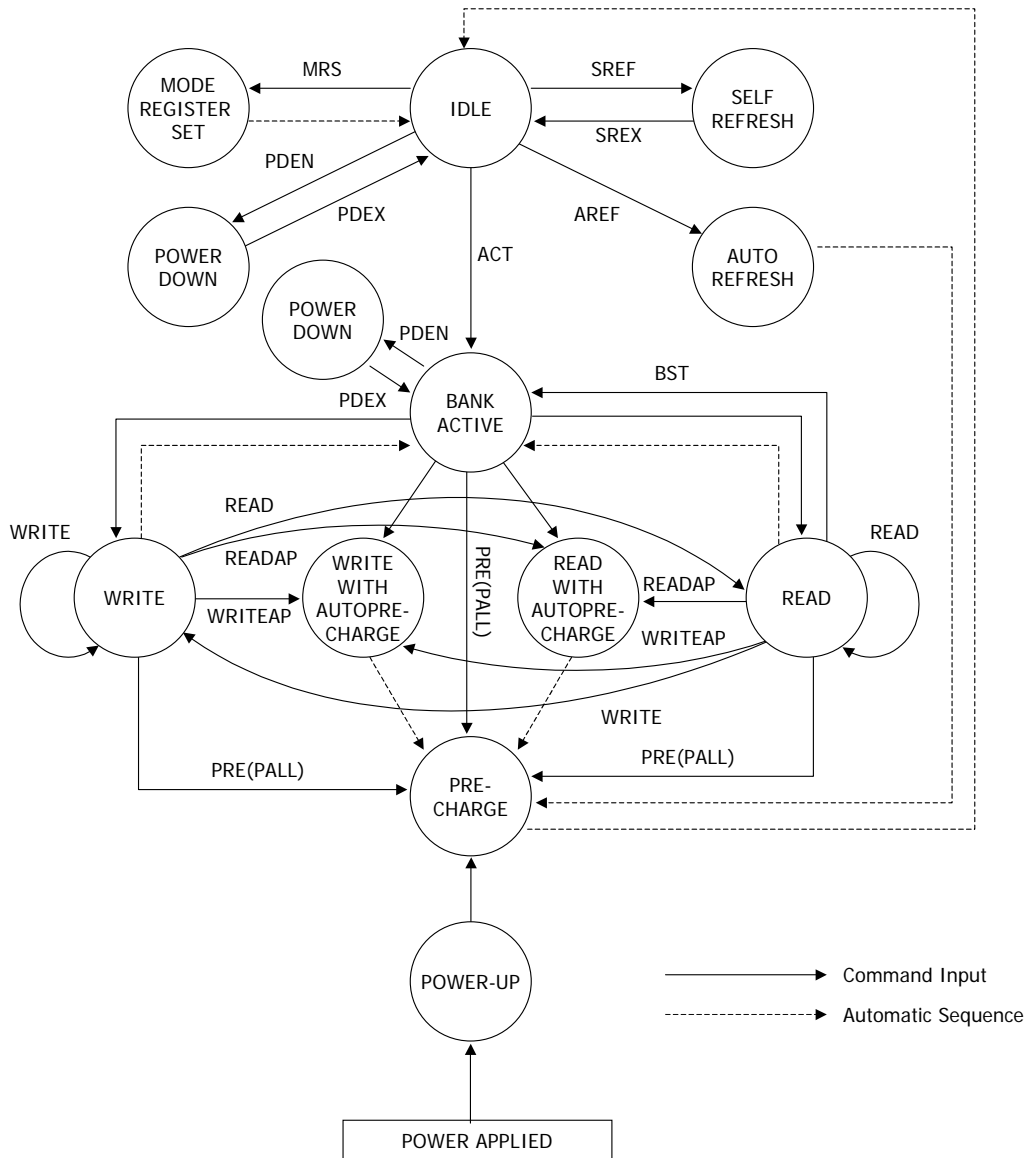 MRS
SREF
MODE
REGISTER
SET
IDLE
SELF
REFRESH
SREX
PDEN
PDEX
AREF
POWER
DOWN
ACT
AUTO
REFRESH
POWER
DOWN
PDEN
PDEX
BANK
ACTIVE
BST
READ
WRITE
READ
READAP
WRITE
WRITEAP
WRITE
WITH
AUTOPRE-
CHARGE
PRE(PALL)
READ
WITH
AUTOPRE-
CHARGE
READAP
READ
WRITEAP
WRITE
PRE(PALL)
PRE(PALL)
PRE-
CHARGE
POWER-UP
Command Input
Automatic Sequence
POWER APPLIED